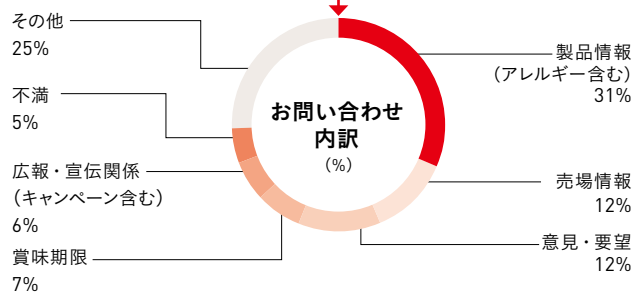 お問い合わせ
内訳
(%)
製品情報
(アレルギー含む)
31%
売場情報
12%
意見・要望
12%
賞味期限
7%
広報・宣伝関係
(キャンペーン含む)
6%
不満
5%
その他
25%